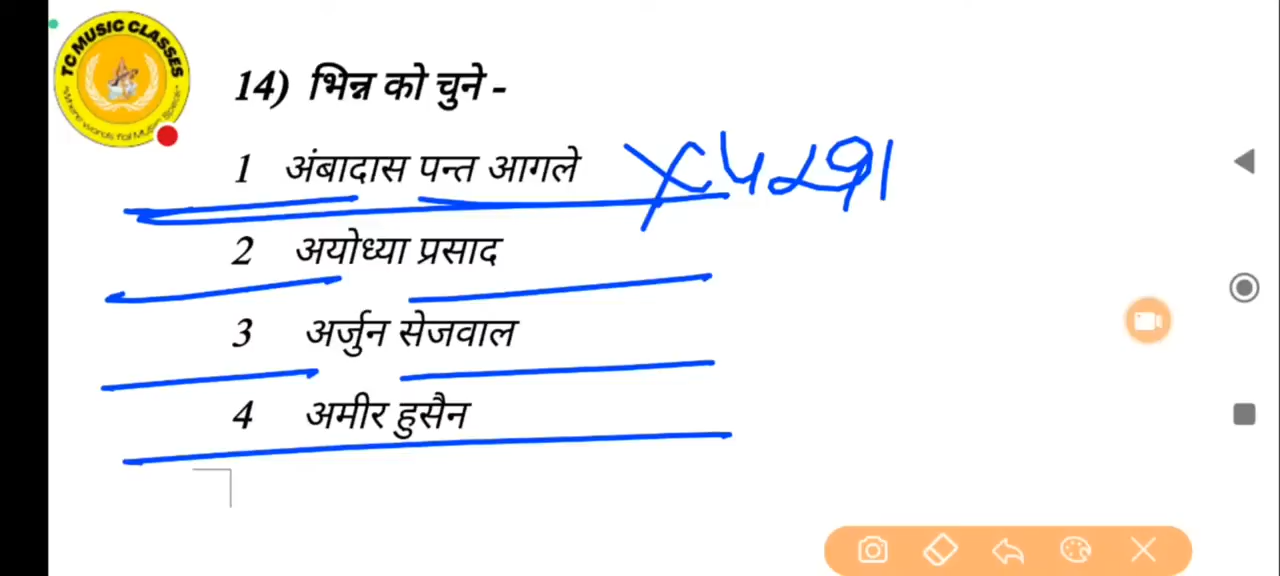 TC MUSIC CLASSES
14) भिन्न को चुने -
1 अंबादास पन्त आगले
2 अयोध्या प्रसाद
3 अर्जुन सेजवाल
4 अमीर हुसैन